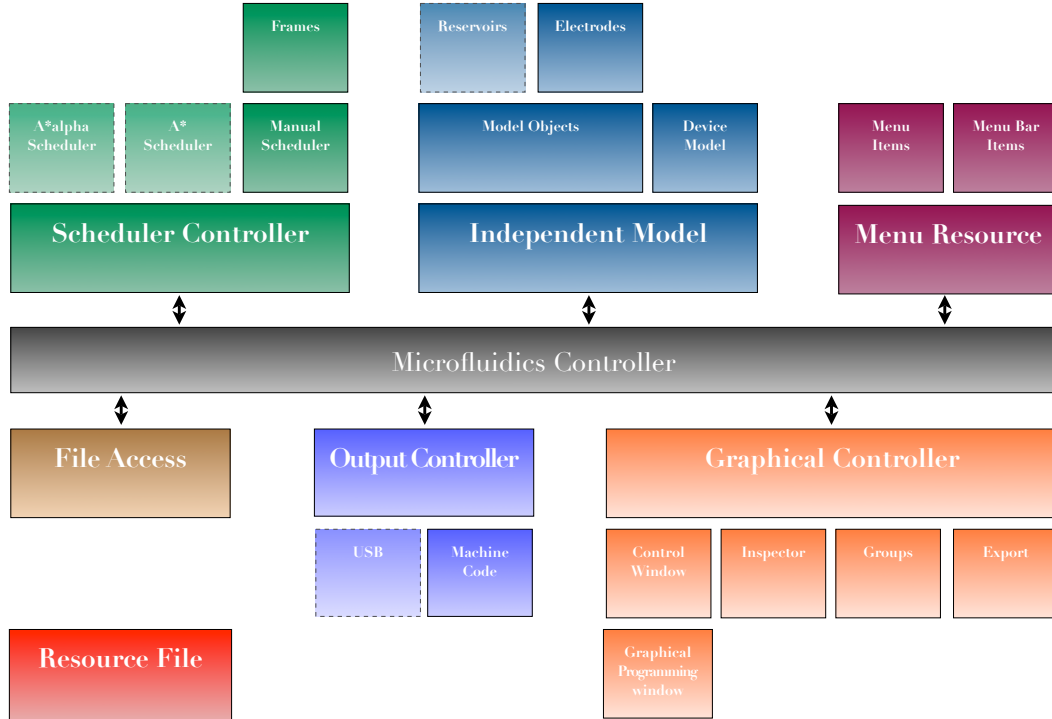 Frames
Reservoirs
Electrodes
A*alpha
Scheduler
A*
Scheduler
Manual
Scheduler
Model Objects
Device
Model
Menu
Items
Menu Bar
Items
Scheduler Controller
Independent Model
Menu Resource
Microfluidics Controller
File Access
Output Controller
Graphical Controller
USB
Machine
Code
Control
Window
Inspector
Groups
Export
Resource File
Graphical
Programming
window